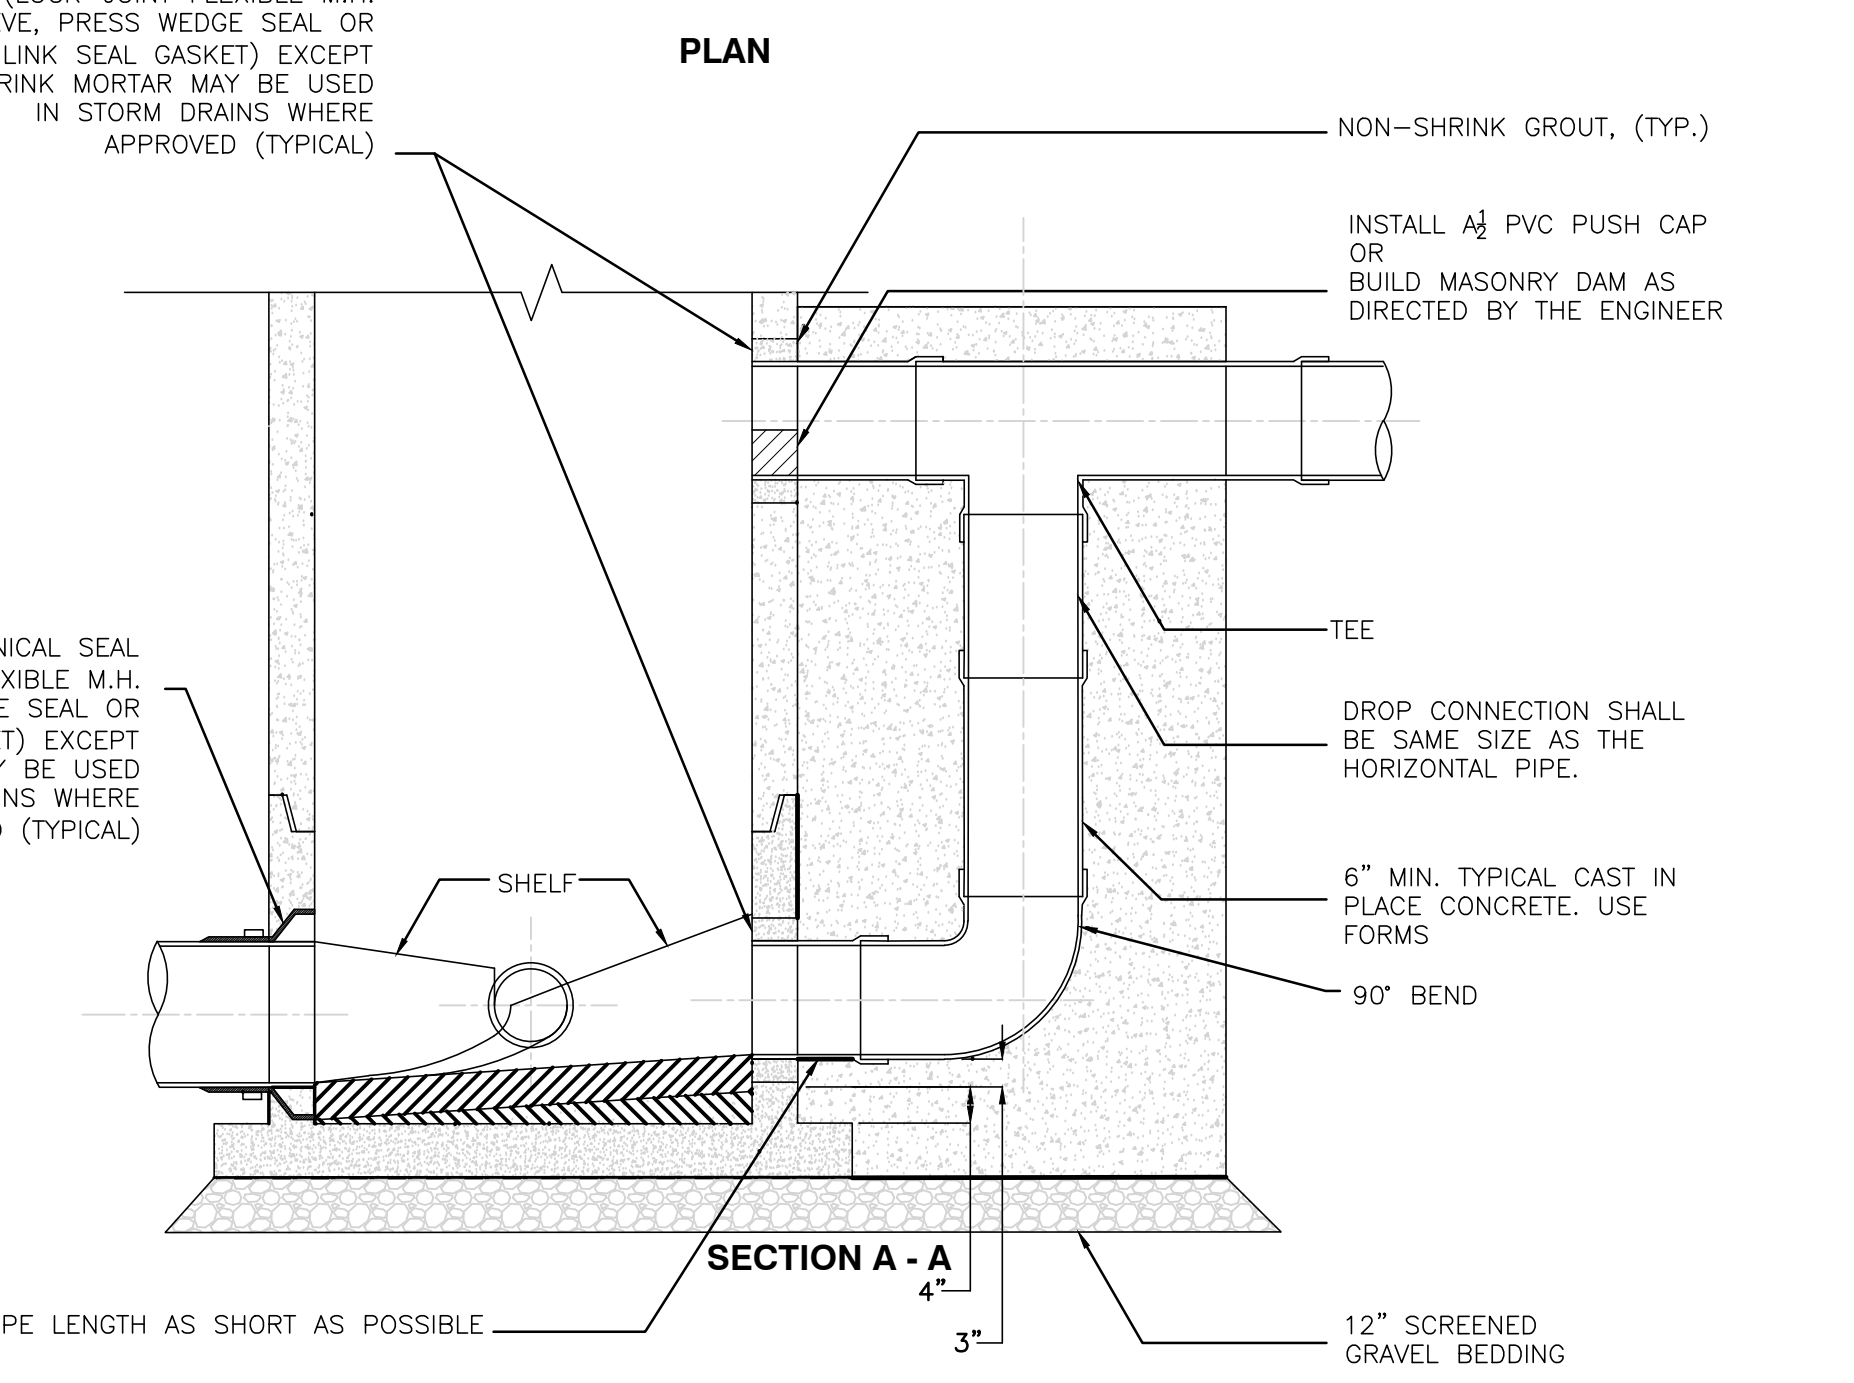 EVE, PRESS WEDGE SEAL OR
LINK SEAL GASKET) EXCEPT
RINK MORTAR MAY BE USED
IN STORM DRAINS WHERE
APPROVED (TYPICAL)
PLAN
NON-SHRINK GROUT, (TYP.)
INSTALL A½ PVC PUSH CAP
OR
BUILD MASONRY DAM AS
DIRECTED BY THE ENGINEER
TEE
NICAL SEAL
XIBLE M.H.
E SEAL OR
ET) EXCEPT
Y BE USED
INS WHERE
D (TYPICAL)
DROP CONNECTION SHALL
BE SAME SIZE AS THE
HORIZONTAL PIPE.
SHELF
6" MIN. TYPICAL CAST IN
PLACE CONCRETE. USE
FORMS
90° BEND
SECTION A - A
4"
3"
PE LENGTH AS SHORT AS POSSIBLE
12" SCREENED
GRAVEL BEDDING